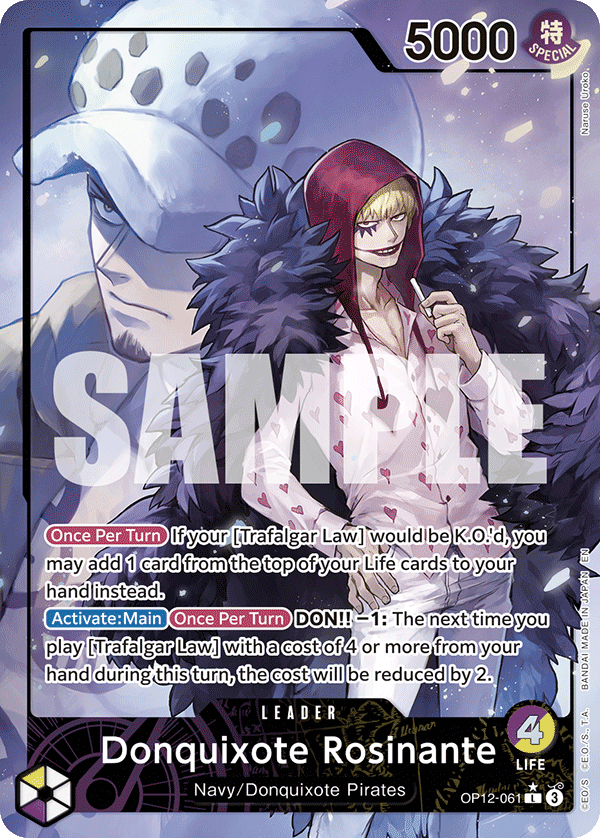 5000 特 SPECIAL
Naruse Uroko
SAMPLE
Once Per Turn If your [Trafalgar Law] would be K.O.'d, you
may add 1 card from the top of your Life cards to your
hand instead.
Activate:Main Once Per Turn DON!! −1: The next time you
play [Trafalgar Law] with a cost of 4 or more from your
hand during this turn, the cost will be reduced by 2.
©E.O/S ©E.O./S., T.A. BANDAI MADE IN JAPAN EN
LEADER
Donquixote Rosinante
4
LIFE
Navy/Donquixote Pirates
OP12-061 L 3